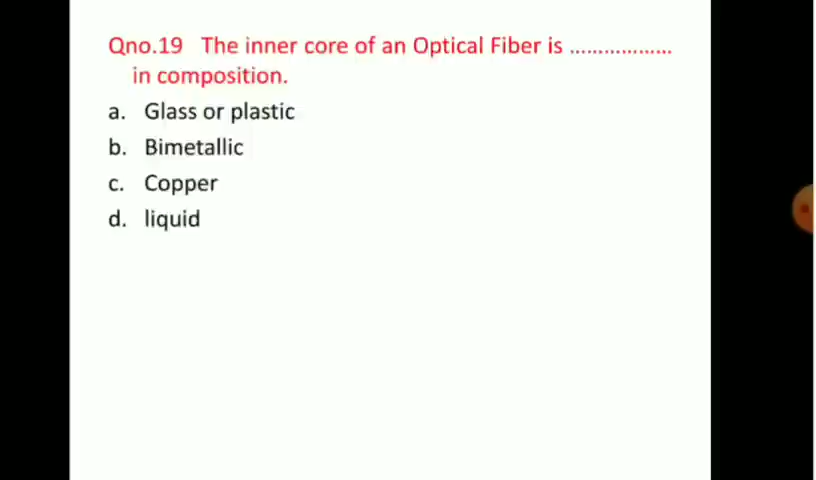 Qno.19 The inner core of an Optical Fiber is ..................
in composition.
a. Glass or plastic
b. Bimetallic
c. Copper
d. liquid